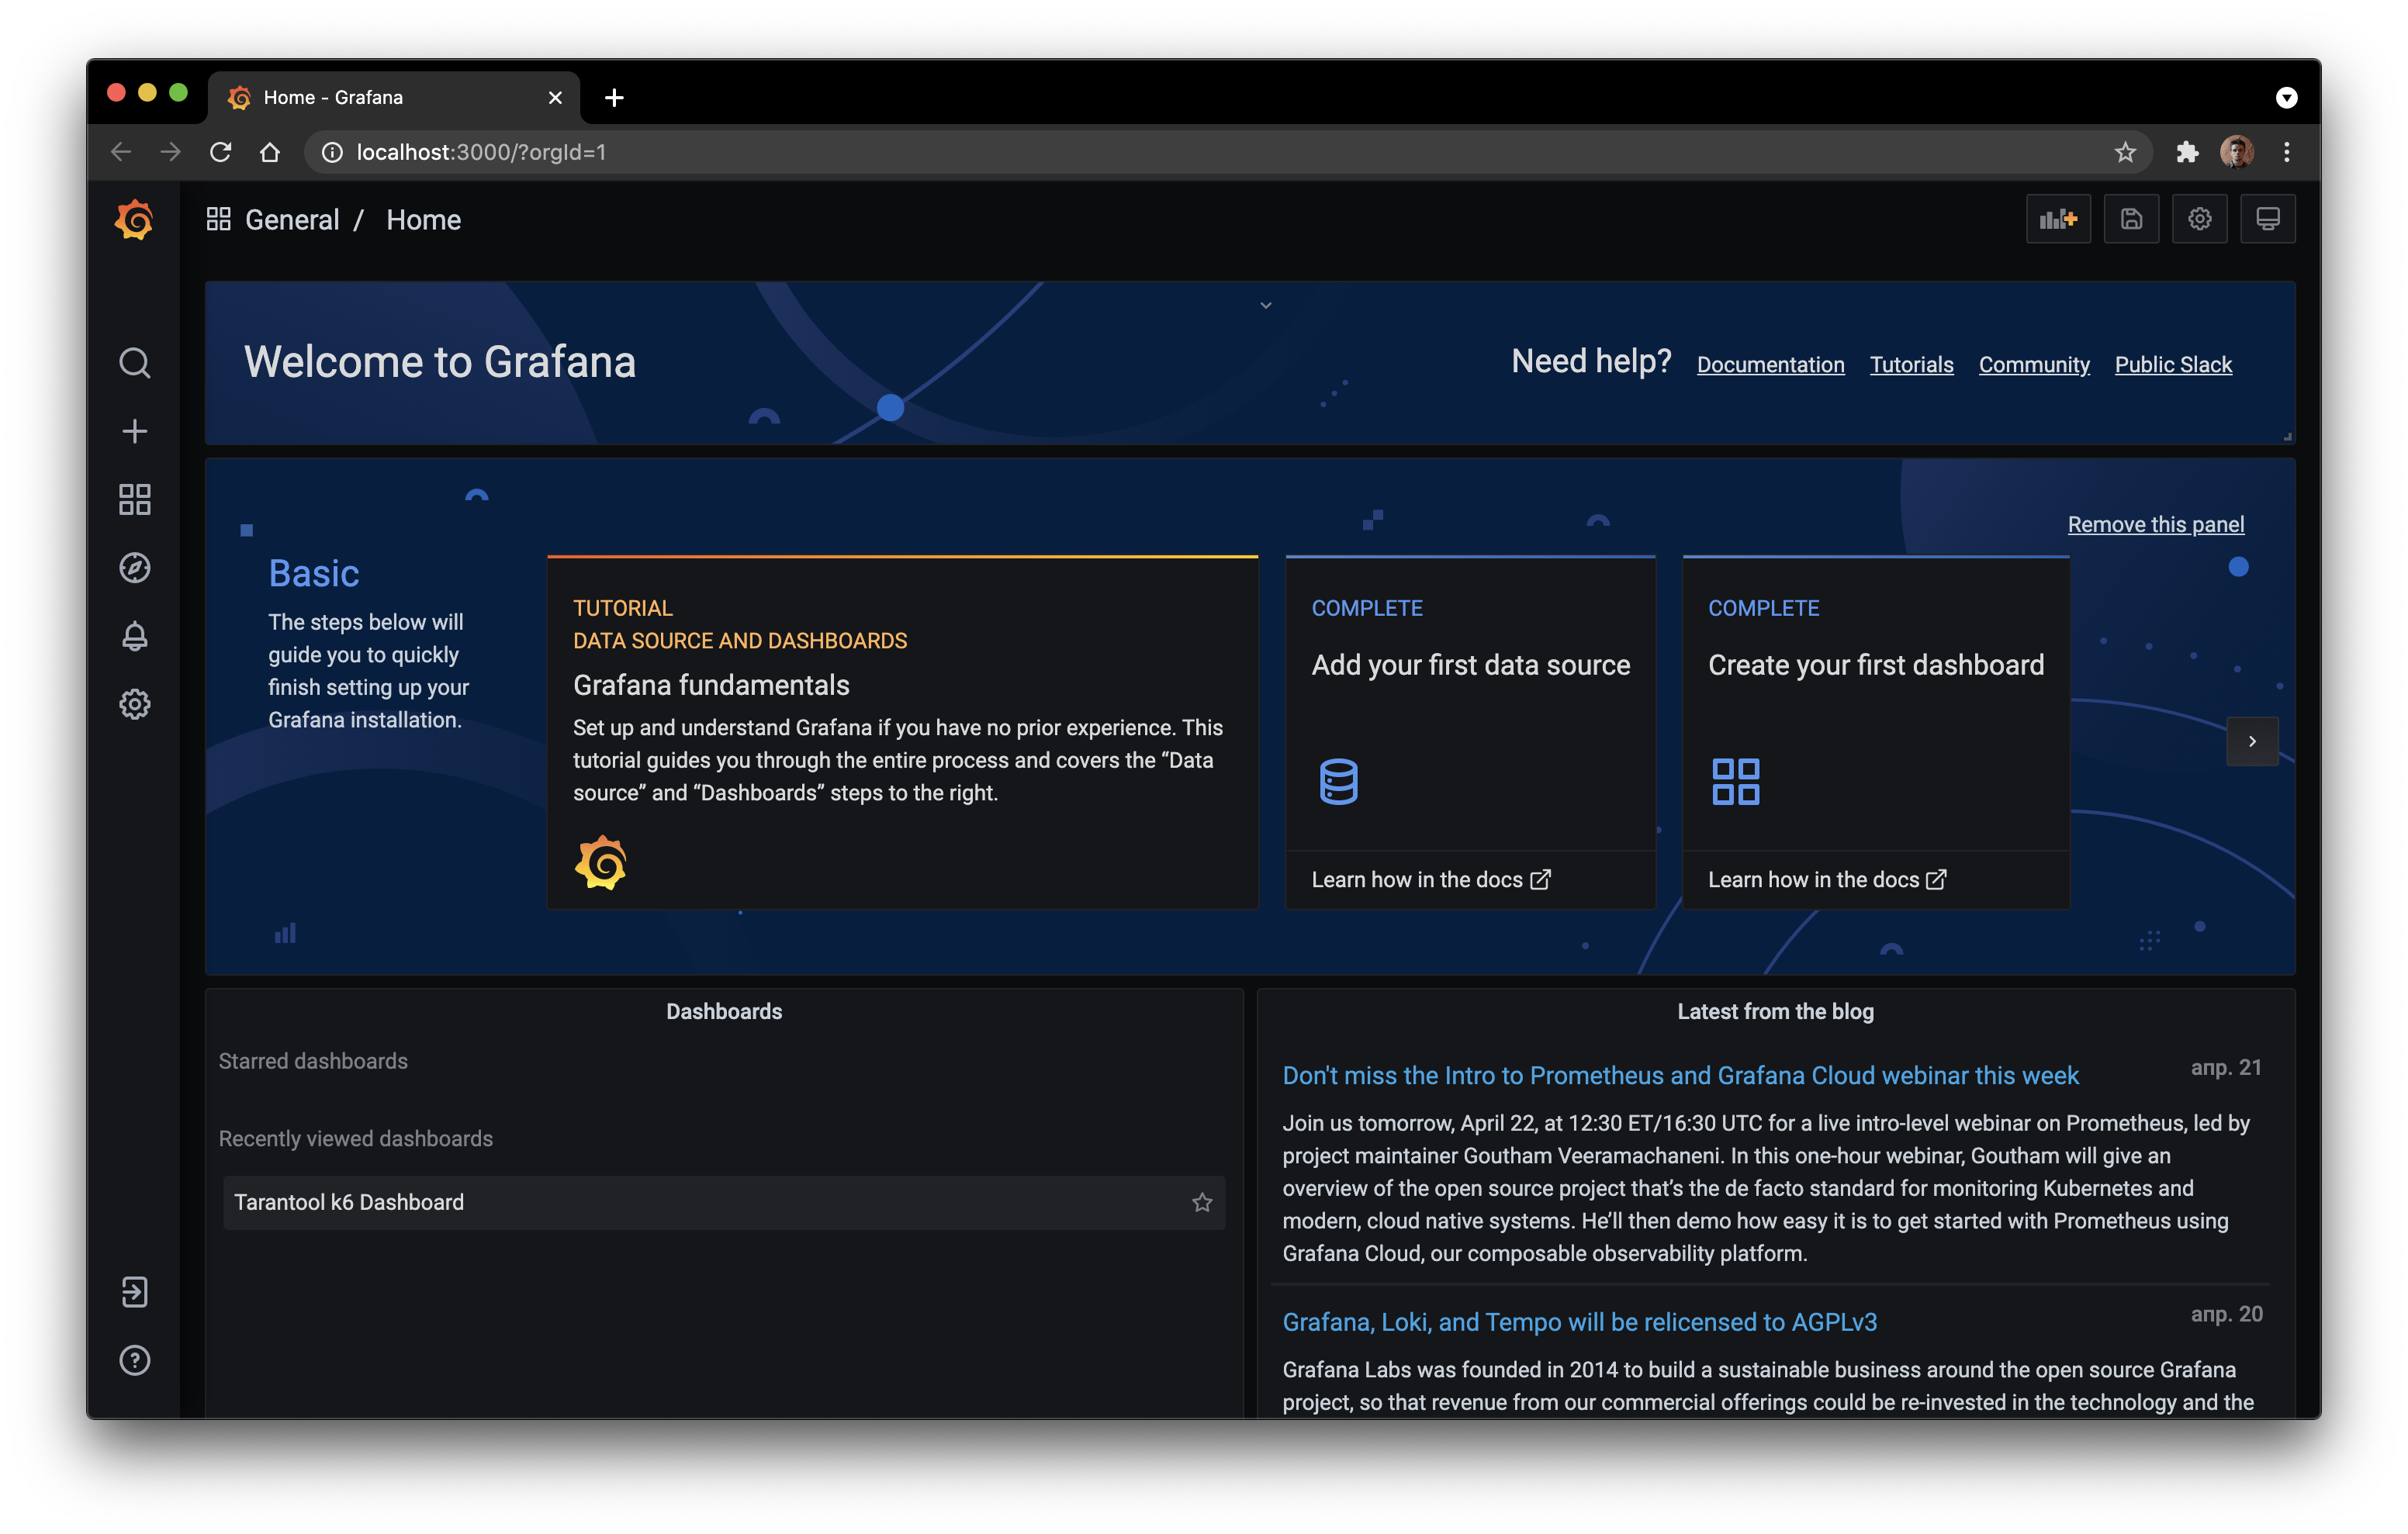 Home - Grafana
localhost:3000/?orgId=1
General / Home
Welcome to Grafana
Need help? Documentation Tutorials Community Public Slack
Remove this panel
Basic
The steps below will
guide you to quickly
finish setting up your
Grafana installation.
TUTORIAL
DATA SOURCE AND DASHBOARDS
Grafana fundamentals
Set up and understand Grafana if you have no prior experience. This
tutorial guides you through the entire process and covers the “Data
source” and “Dashboards” steps to the right.
COMPLETE
Add your first data source
Learn how in the docs
COMPLETE
Create your first dashboard
Learn how in the docs
Dashboards
Starred dashboards
Recently viewed dashboards
Tarantool k6 Dashboard
Latest from the blog
Don't miss the Intro to Prometheus and Grafana Cloud webinar this week
апр. 21
Join us tomorrow, April 22, at 12:30 ET/16:30 UTC for a live intro-level webinar on Prometheus, led by
project maintainer Goutham Veeramachaneni. In this one-hour webinar, Goutham will give an
overview of the open source project that’s the de facto standard for monitoring Kubernetes and
modern, cloud native systems. He’ll then demo how easy it is to get started with Prometheus using
Grafana Cloud, our composable observability platform.
Grafana, Loki, and Tempo will be relicensed to AGPLv3
апр. 20
Grafana Labs was founded in 2014 to build a sustainable business around the open source Grafana
project, so that revenue from our commercial offerings could be re-invested in the technology and the